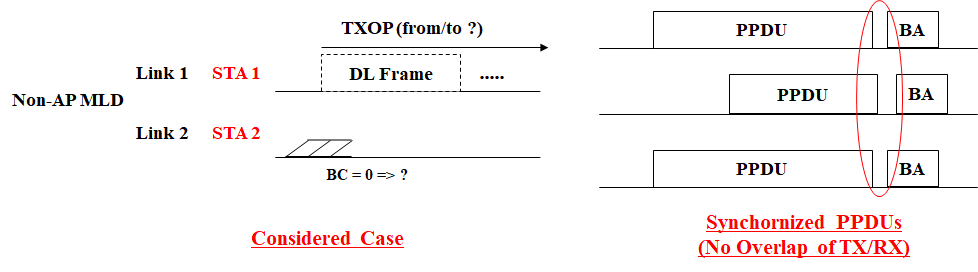 TXOP (from/to ?)
Link 1 STA 1 DL Frame .....
Non-AP MLD
Link 2 STA 2
BC = 0 => ?
Considered Case
PPDU BA
PPDU BA
PPDU BA
Synchornized PPDUs
(No Overlap of TX/RX)